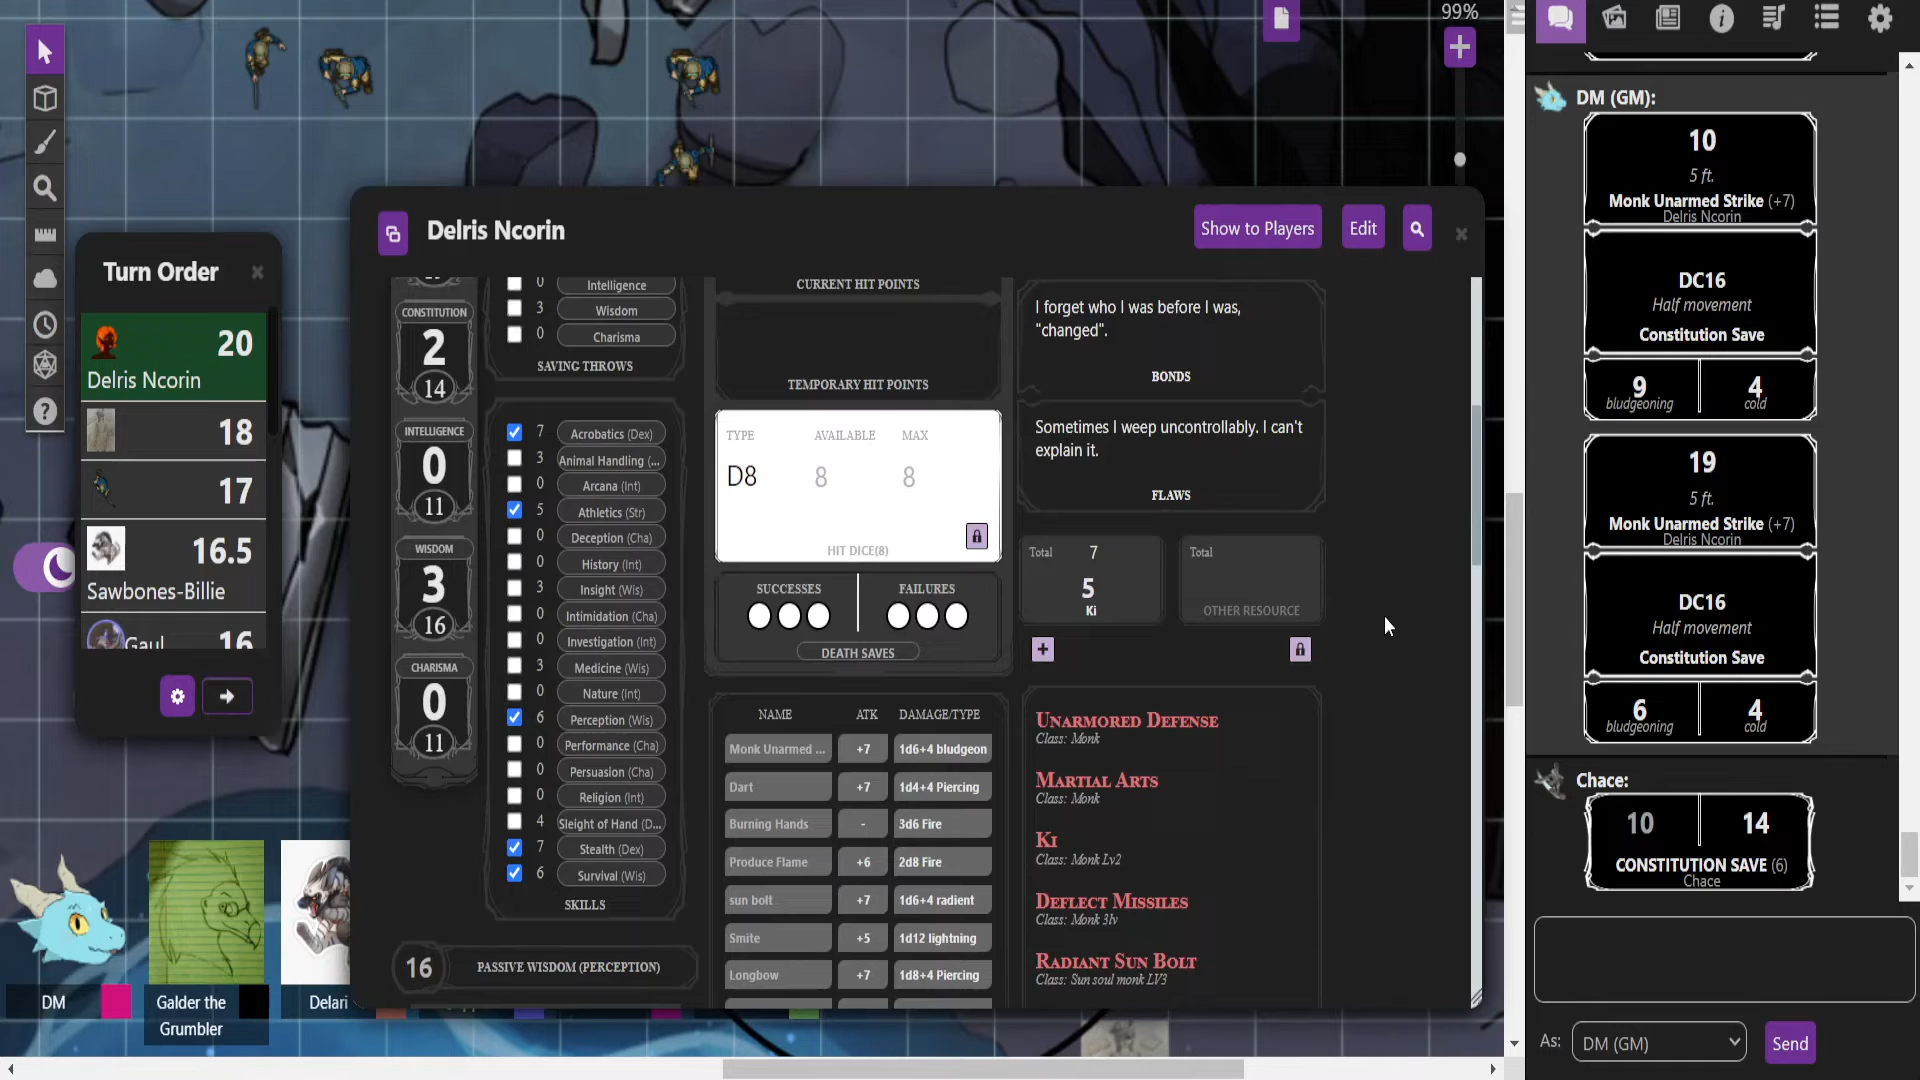 99%
Turn Order
20
Delris Ncorin
18
17
16.5
Sawbones-Billie
Gaul
16
DM
Galder the
Grumbler
Delari
Delris Ncorin
Show to Players
Edit
CONSTITUTION
2
14
INTELLIGENCE
0
11
WISDOM
3
16
CHARISMA
0
11
0 Intelligence
3 Wisdom
0 Charisma
SAVING THROWS
7 Acrobatics (Dex)
3 Animal Handling (...
0 Arcana (Int)
5 Athletics (Str)
0 Deception (Cha)
0 History (Int)
3 Insight (Wis)
0 Intimidation (Cha)
0 Investigation (Int)
3 Medicine (Wis)
0 Nature (Int)
6 Perception (Wis)
0 Performance (Cha)
0 Persuasion (Cha)
0 Religion (Int)
4 Sleight of Hand (D...
7 Stealth (Dex)
6 Survival (Wis)
SKILLS
16 PASSIVE WISDOM (PERCEPTION)
CURRENT HIT POINTS
TEMPORARY HIT POINTS
TYPE AVAILABLE MAX
D8 8 8
HIT DICE(8)
SUCCESSES FAILURES
DEATH SAVES
NAME ATK DAMAGE/TYPE
Monk Unarmed ... +7 1d6+4 bludgeon
Dart +7 1d4+4 Piercing
Burning Hands - 3d6 Fire
Produce Flame +6 2d8 Fire
sun bolt +7 1d6+4 radient
Smite +5 1d12 lightning
Longbow +7 1d8+4 Piercing
I forget who I was before I was,
"changed".
BONDS
Sometimes I weep uncontrollably. I can't
explain it.
FLAWS
Total 7
5
Ki
Total
OTHER RESOURCE
+
UNARMORED DEFENSE
Class: Monk
MARTIAL ARTS
Class: Monk
KI
Class: Monk Lv2
DEFLECT MISSILES
Class: Monk 3lv
RADIANT SUN BOLT
Class: Sun soul monk LV3
DM (GM):
10
5 ft.
Monk Unarmed Strike (+7)
Delris Ncorin
DC16
Half movement
Constitution Save
9 4
bludgeoning cold
19
5 ft.
Monk Unarmed Strike (+7)
Delris Ncorin
DC16
Half movement
Constitution Save
6 4
bludgeoning cold
Chace:
10 14
CONSTITUTION SAVE (6)
Chace
As: DM (GM) Send